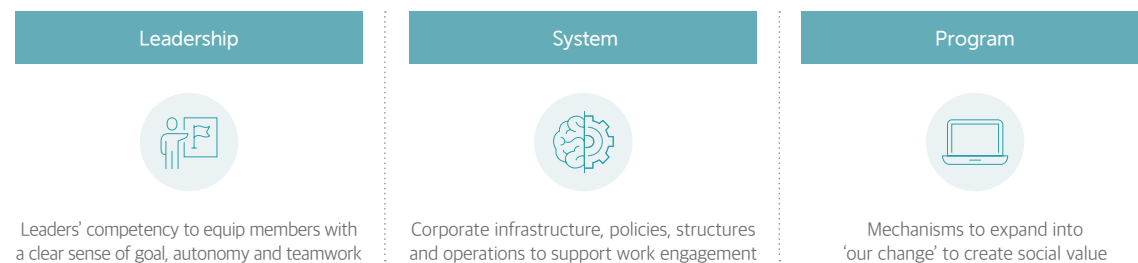 Leadership
Leaders’ competency to equip members with
a clear sense of goal, autonomy and teamwork
System
Corporate infrastructure, policies, structures
and operations to support work engagement
Program
Mechanisms to expand into
‘our change’ to create social value